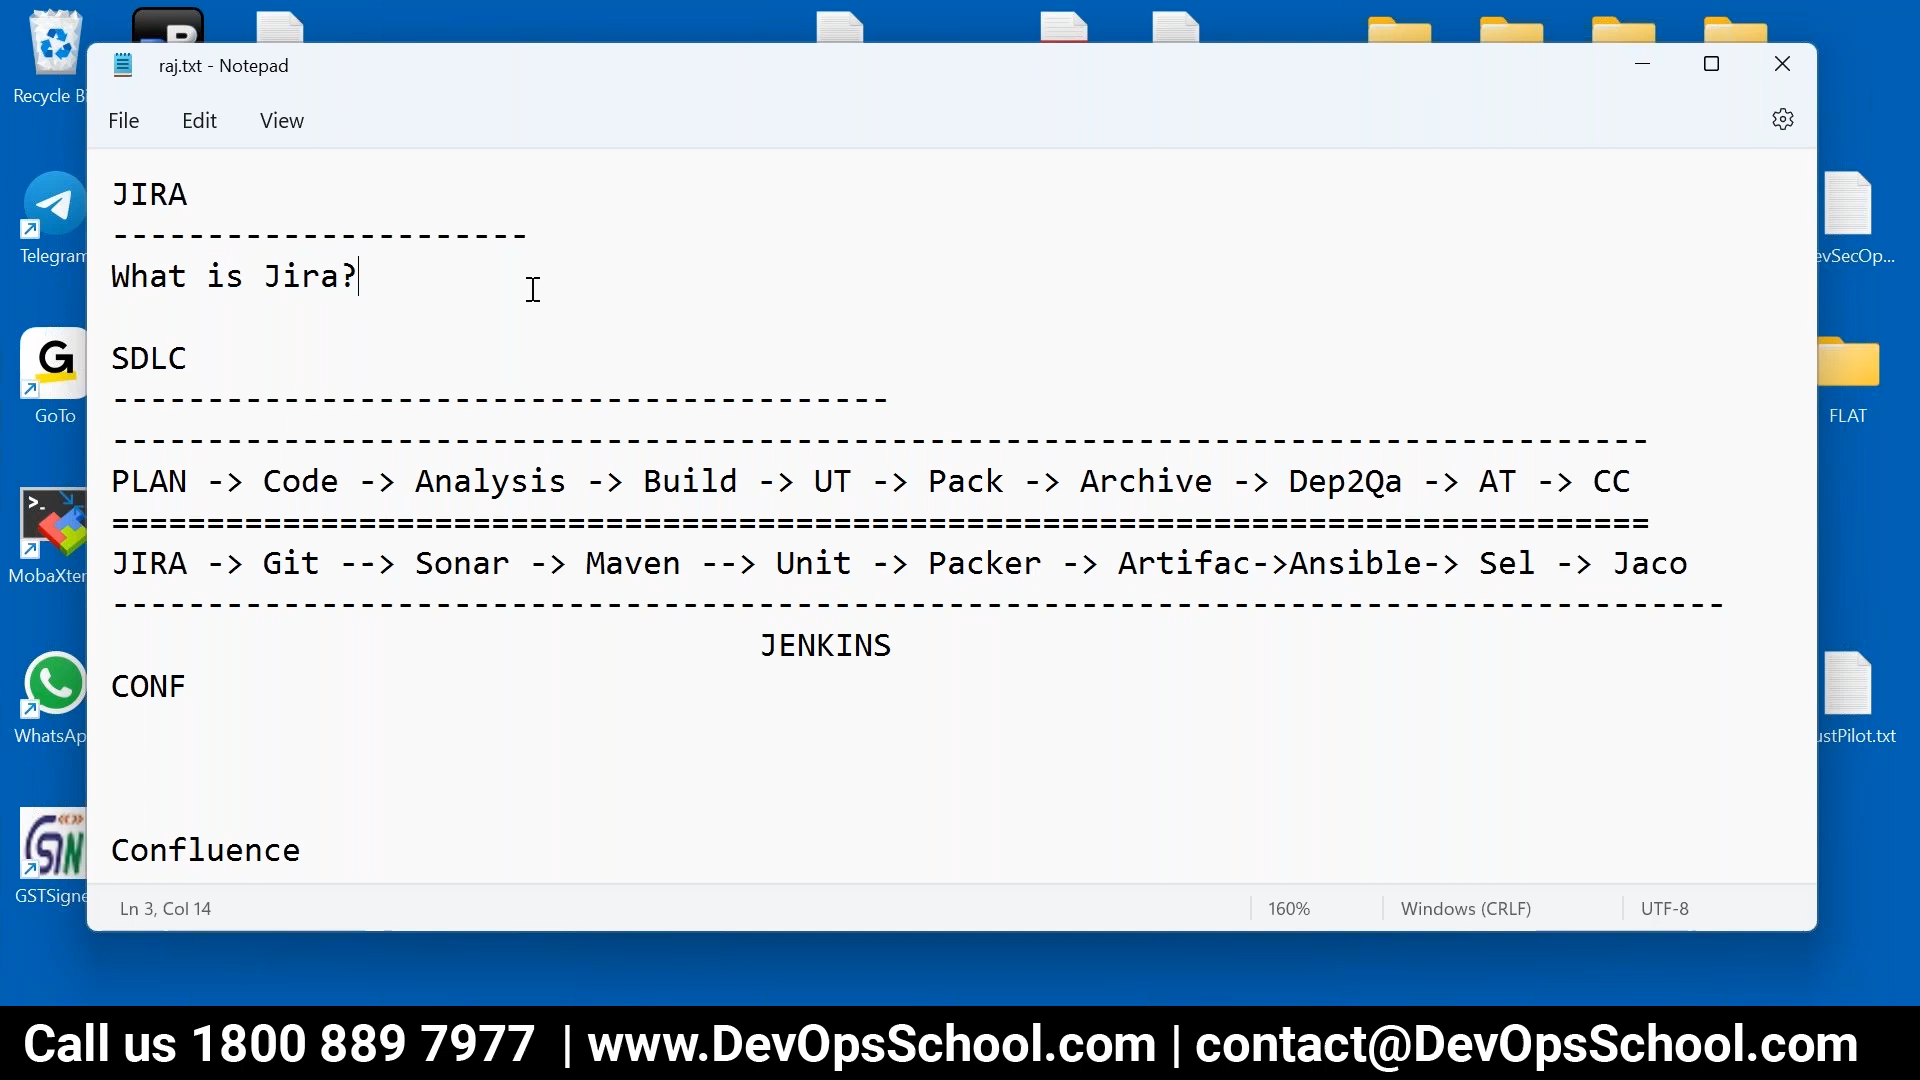 Recycle Bi
raj.txt - Notepad
File Edit View
JIRA
----------------------
What is Jira?
SDLC
-----------------------------------------
---------------------------------------------------------------------------------
PLAN -> Code -> Analysis -> Build -> UT -> Pack -> Archive -> Dep2Qa -> AT -> CC
=================================================================================
JIRA -> Git --> Sonar -> Maven --> Unit -> Packer -> Artifac->Ansible-> Sel -> Jaco
-------------------------------------------------------------------------------------
JENKINS
CONF
Confluence
Ln 3, Col 14 160% Windows (CRLF) UTF-8
Telegram
G
GoTo
MobaXter
WhatsAp
GSTSigne
evSecOp...
FLAT
ustPilot.txt
Call us 1800 889 7977 | www.DevOpsSchool.com | contact@DevOpsSchool.com